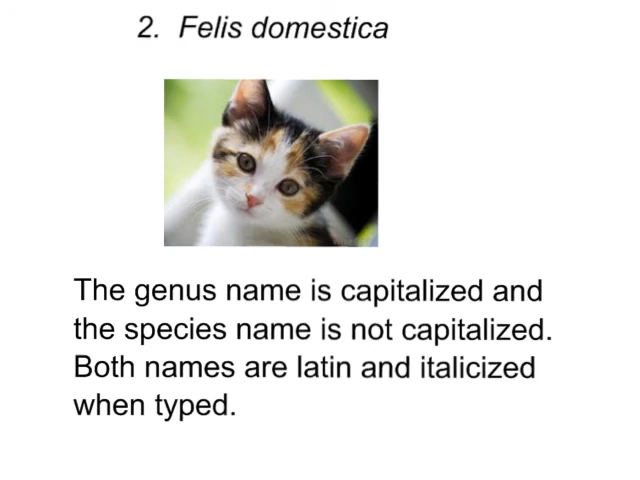 2. Felis domestica
The genus name is capitalized and
the species name is not capitalized.
Both names are latin and italicized
when typed.